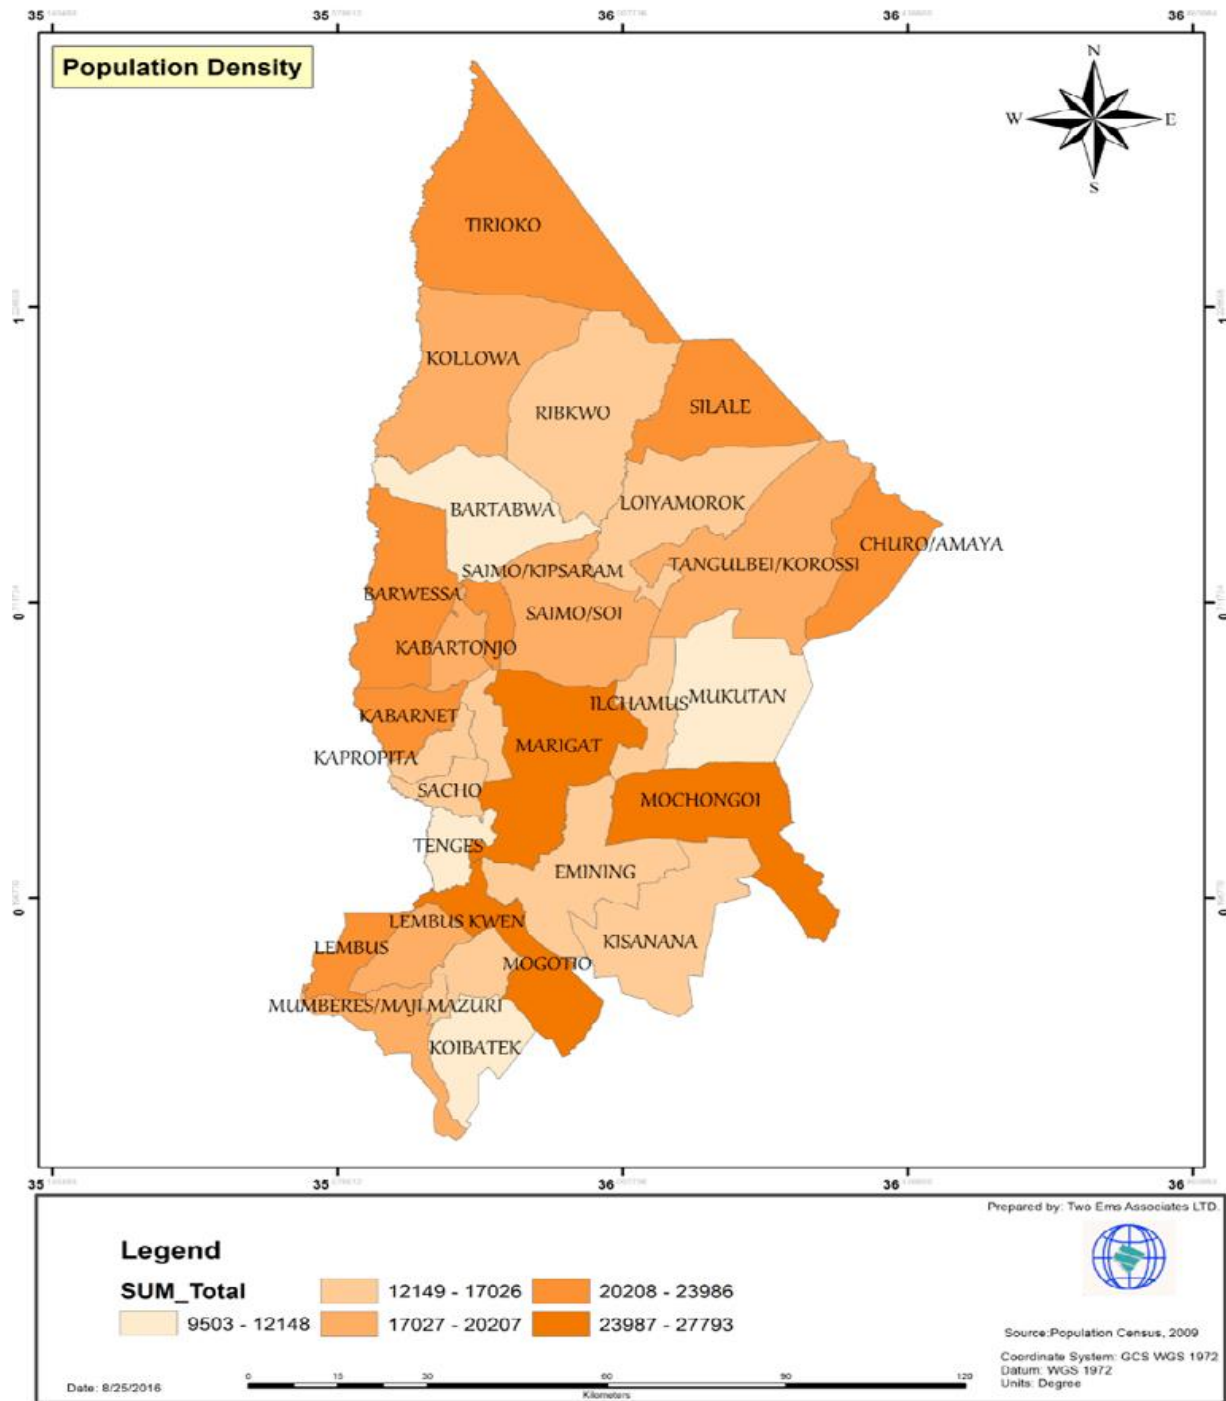 35 35 36 36 36
Population Density
N
W E
S
TIRIOKO
1 1
KOLLOWA
RIBKWO
SILALE
BARTABWA
LOIYAMOROK
CHURO/AMAYA
SAIMO/KIPSARAM
TANGULBEI/KOROSSI
BARWESSA
SAIMO/SOI
0 0
KABARTONJO
ILCHAMUS
MUKUTAN
KABARNET
MARIGAT
KAPROPITA
SACHO
MOCHONGOI
TENGES
EMINING
0 0
LEMBUS KWEN
LEMBUS
KISANANA
MOGOTIO
MUMBERES/MAJI MAZURI
KOIBATEK
35 35 36 36 36
Prepared by: Two Ems Associates LTD.
Legend
SUM_Total
9503 - 12148
12149 - 17026
17027 - 20207
20208 - 23986
23987 - 27793
Source:Population Census, 2009
Coordinate System: GCS WGS 1972
Datum: WGS 1972
Units: Degree
Date: 8/25/2016
0 15 30 60 90 120
Kilometers